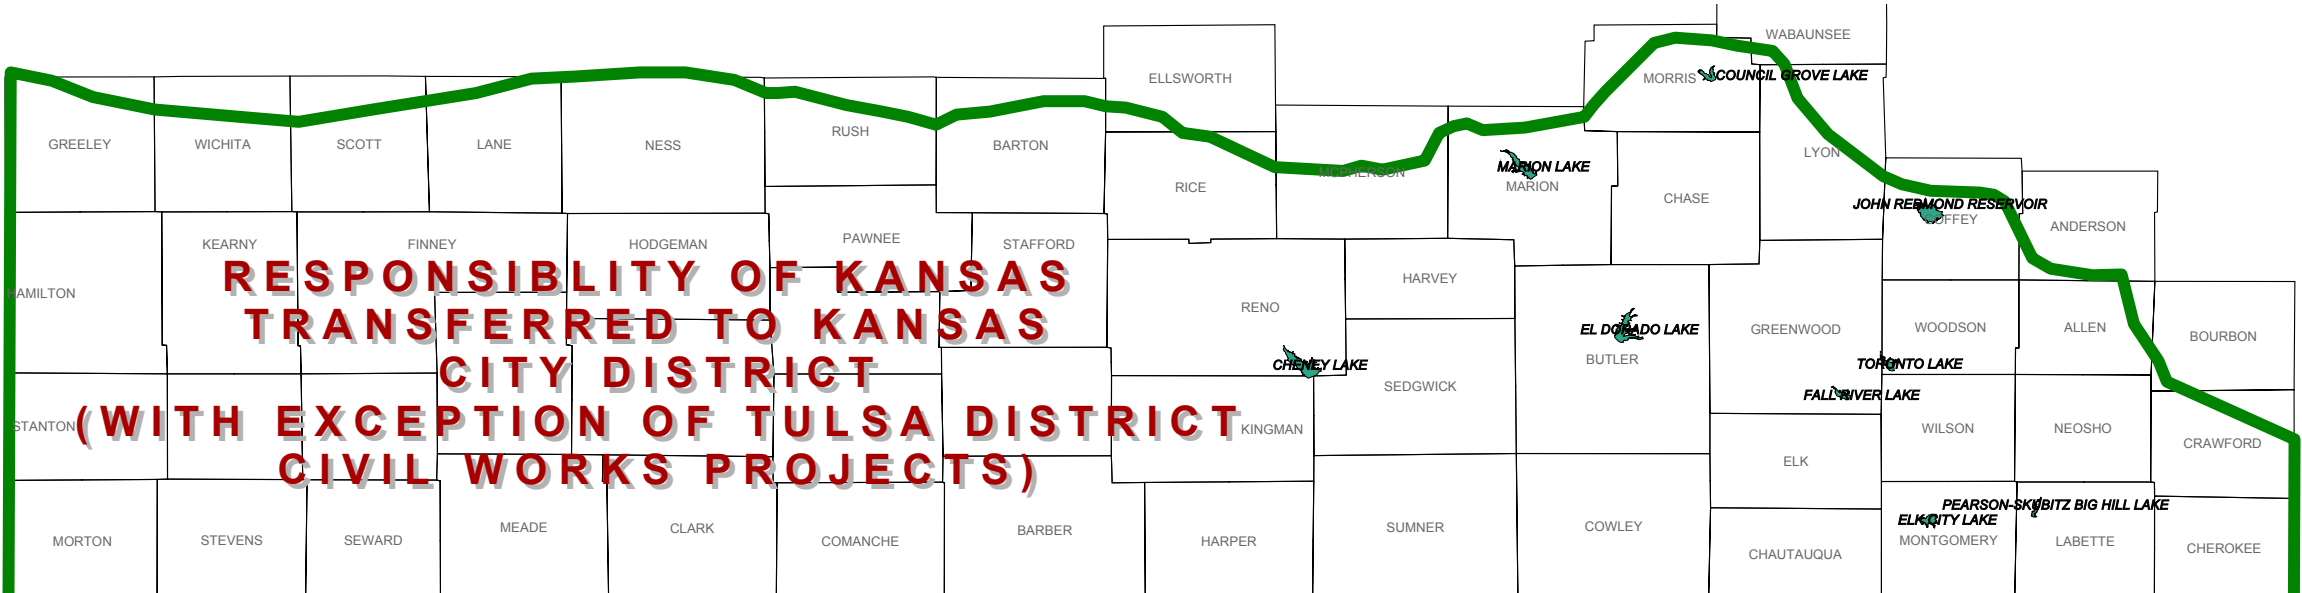 WABAUNSEE
ELLSWORTH
MORRIS
COUNCIL GROVE LAKE
GREELEY
WICHITA
SCOTT
LANE
NESS
RUSH
BARTON
LYON
RICE
MCPHERSON
MARION LAKE
MARION
CHASE
JOHN REDMOND RESERVOIR
COFFEY
ANDERSON
KEARNY
FINNEY
HODGEMAN
PAWNEE
STAFFORD
HAMILTON
RENO
HARVEY
RESPONSIBLITY OF KANSAS
TRANSFERRED TO KANSAS
CITY DISTRICT
(WITH EXCEPTION OF TULSA DISTRICT
CIVIL WORKS PROJECTS)
EL DORADO LAKE
BUTLER
GREENWOOD
WOODSON
ALLEN
BOURBON
CHENEY LAKE
TORONTO LAKE
SEDGWICK
FALL RIVER LAKE
STANTON
KINGMAN
WILSON
NEOSHO
CRAWFORD
ELK
PEARSON-SKUBITZ BIG HILL LAKE
ELK CITY LAKE
MORTON
STEVENS
SEWARD
MEADE
CLARK
COMANCHE
BARBER
HARPER
SUMNER
COWLEY
CHAUTAUQUA
MONTGOMERY
LABETTE
CHEROKEE